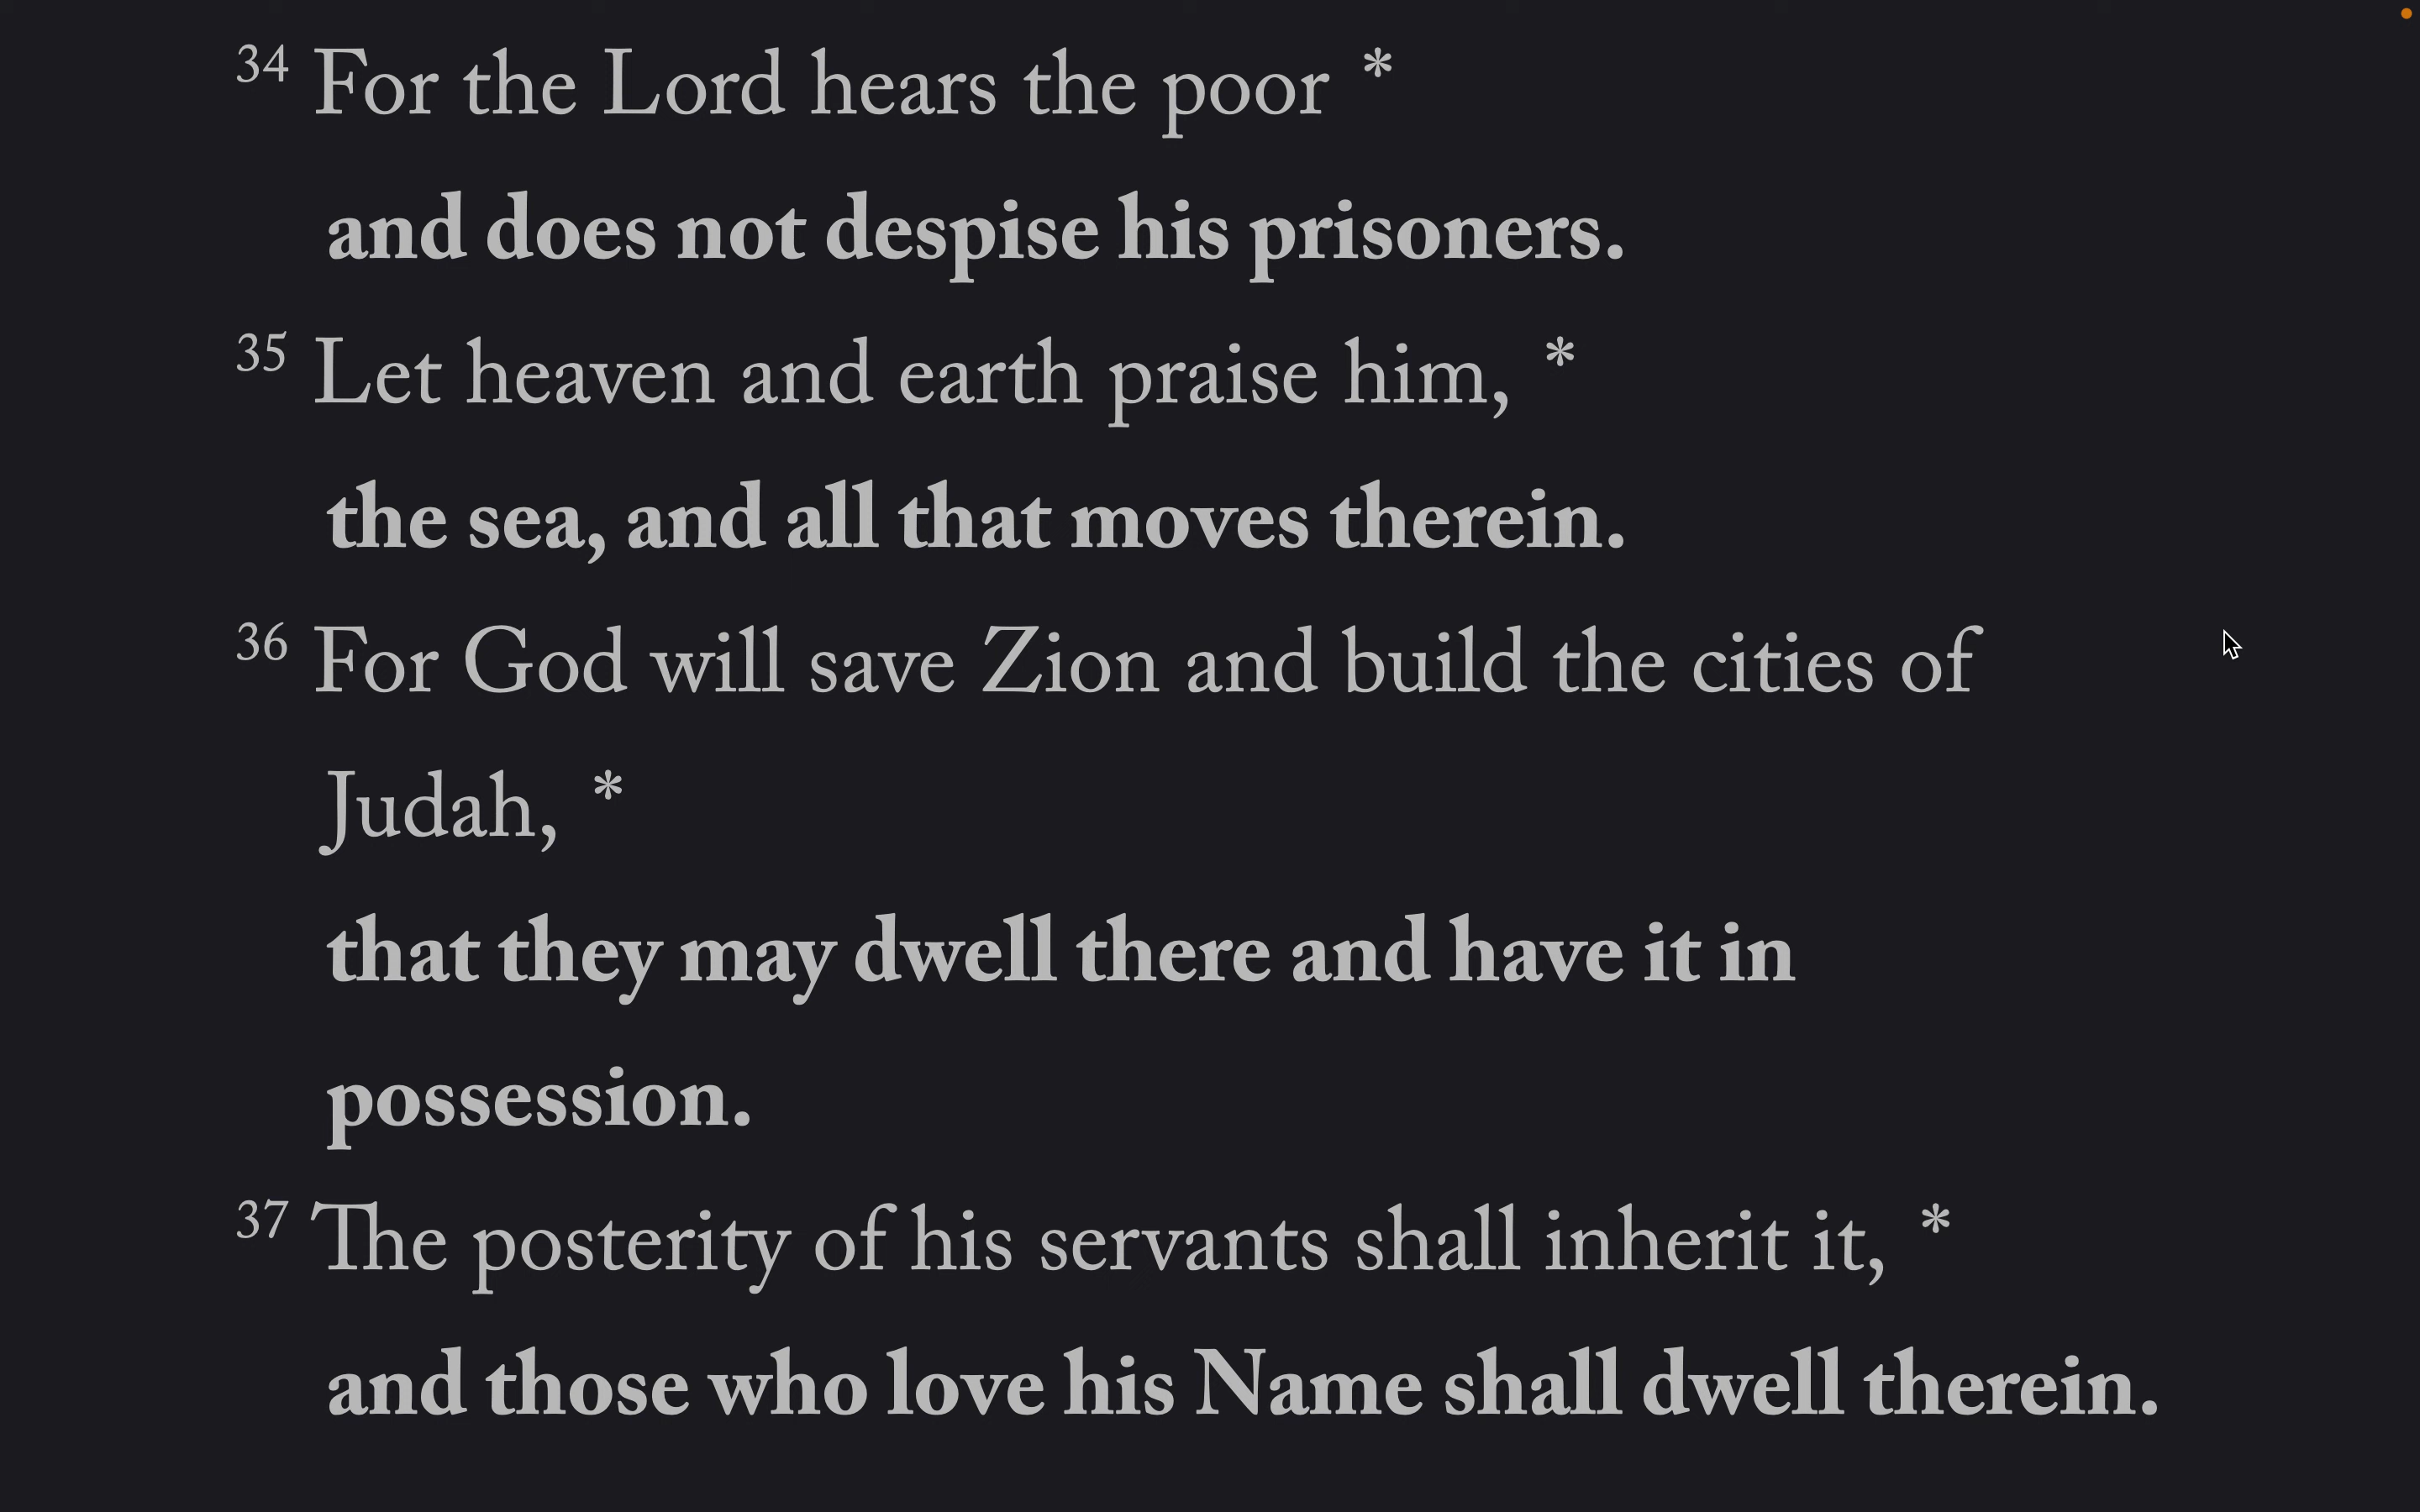 34 For the Lord hears the poor *
and does not despise his prisoners.
35 Let heaven and earth praise him, *
the sea, and all that moves therein.
36 For God will save Zion and build the cities of
Judah, *
that they may dwell there and have it in
possession.
37 The posterity of his servants shall inherit it, *
and those who love his Name shall dwell therein.